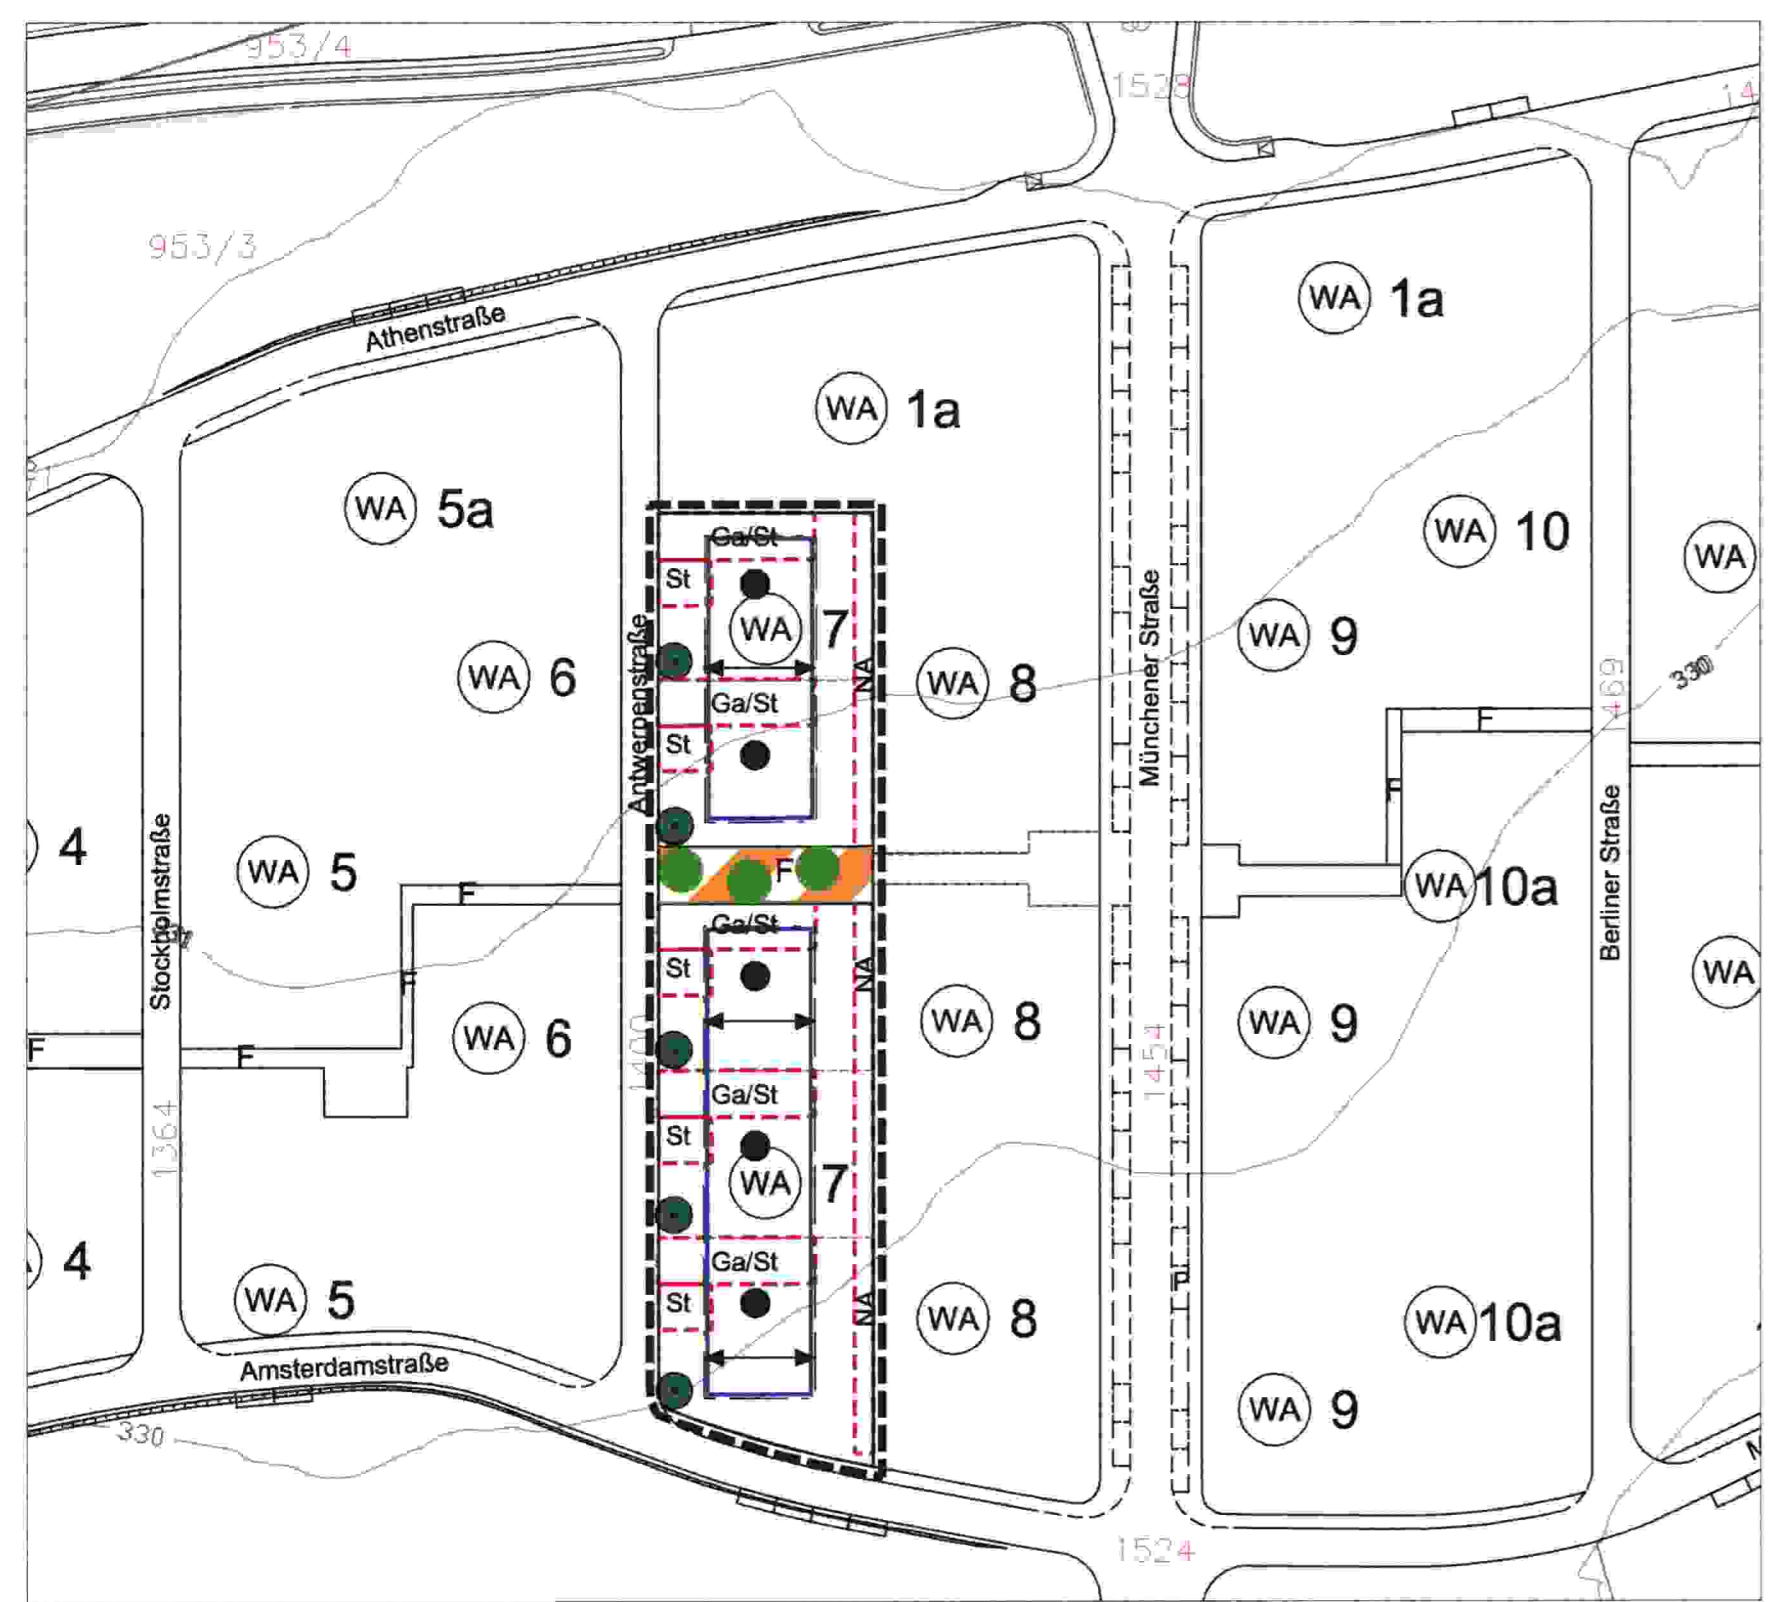 953/4
1528
14
953/3
Athenstraße
WA 1a
WA 1a
WA 5a
WA 10
WA
Ga/St
St
WA 7
WA 9
WA 6
WA 8
Antwerpenstraße
NA
Münchener Straße
1469
330
Ga/St
St
F
F
4
WA 5
F
F
WA 10a
Stockholmstraße
Berliner Straße
F
Ga/St
St
NA
WA
F
F
WA 6
WA 8
WA 9
1400
1454
1364
Ga/St
St
WA 7
4
Ga/St
St
NA
P
WA 5
WA 8
WA 10a
Amsterdamstraße
WA 9
330
1524